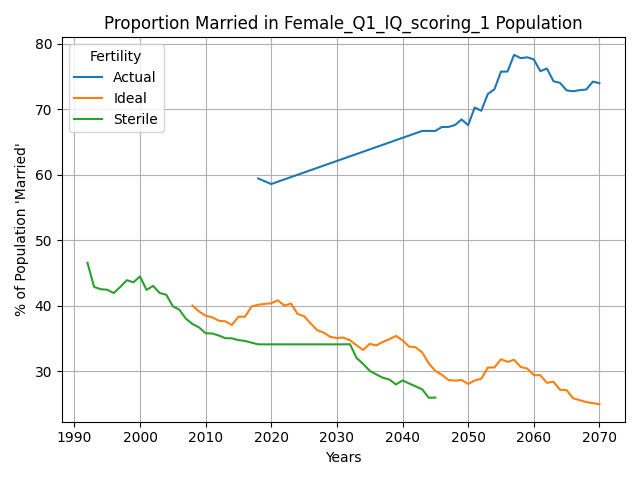 Proportion Married in Female_Q1_IQ_scoring_1 Population
Fertility
Actual
Ideal
Sterile
% of Population 'Married'
80
70
60
50
40
30
1990 2000 2010 2020 2030 2040 2050 2060 2070
Years